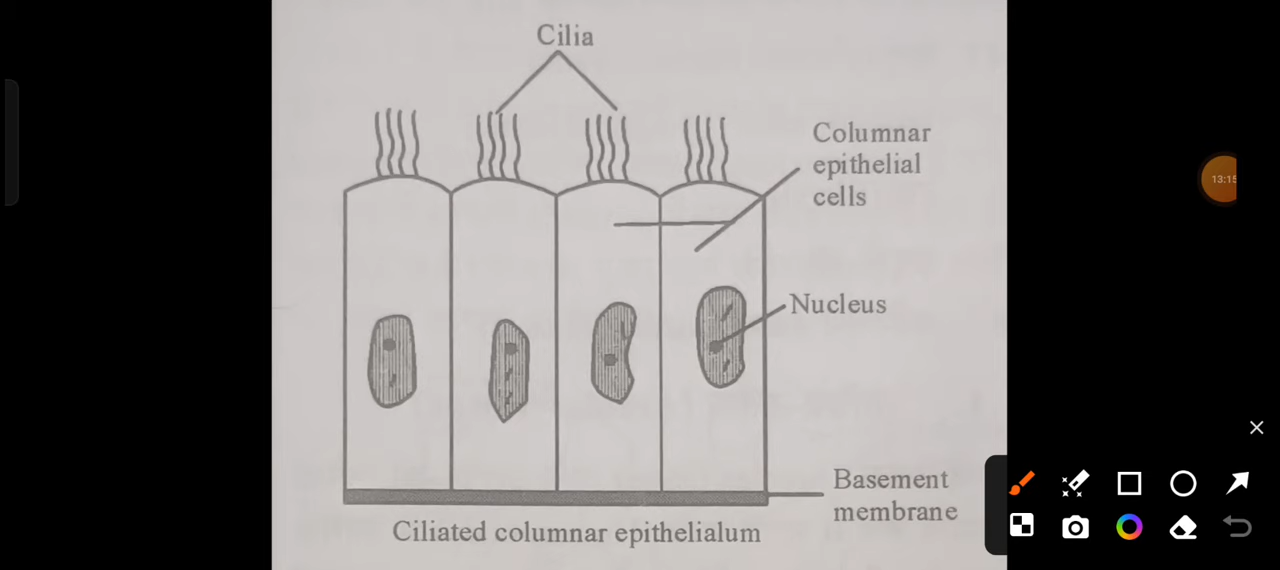 Cilia
Columnar
epithelial
cells
Nucleus
Basement
membrane
Ciliated columnar epithelialum
13:15